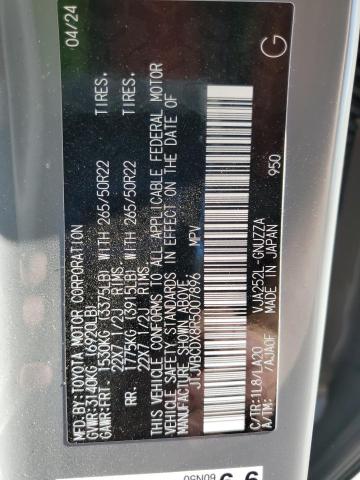 MFD.BY:TOYOTA MOTOR CORPORATION 04/24
GVWR:3140KG (6920LB)
GAWR:FRT. 1530KG (3375LB) WITH 265/50R22 TIRES.
22X7 1/2J RIMS
RR. 1775KG (3915LB) WITH 265/50R22 TIRES.
22X7 1/2J RIMS
THIS VEHICLE CONFORMS TO ALL APPLICABLE FEDERAL MOTOR
VEHICLE SAFETY STANDARDS IN EFFECT ON THE DATE OF
MANUFACTURE SHOWN ABOVE.
MPV
C/TR:1L8/LA20 VJA252L-GNUZZA
A/TM: /AJA0F MADE IN JAPAN
950
G